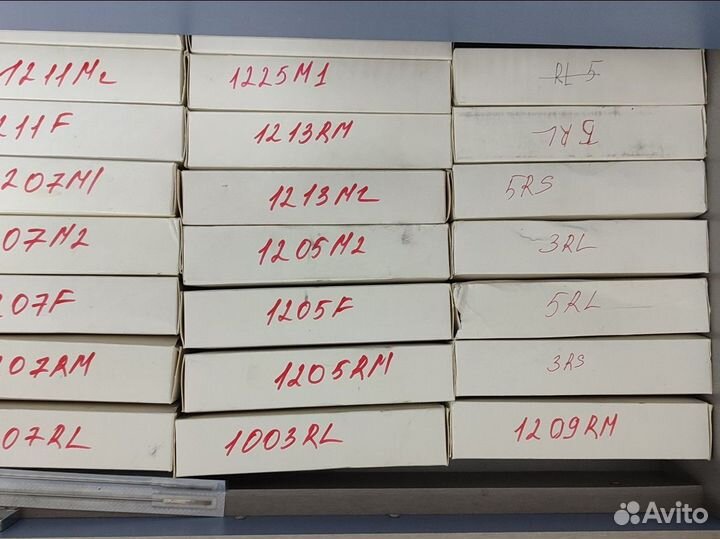 1211M2
1225M1
RL 5
211F
1213RM
5RL
207M1
1213M2
5RS
07M2
1205M2
3RL
207F
1205F
5RL
07RM
1205RM
3RS
07RL
1003RL
1209RM
Avito